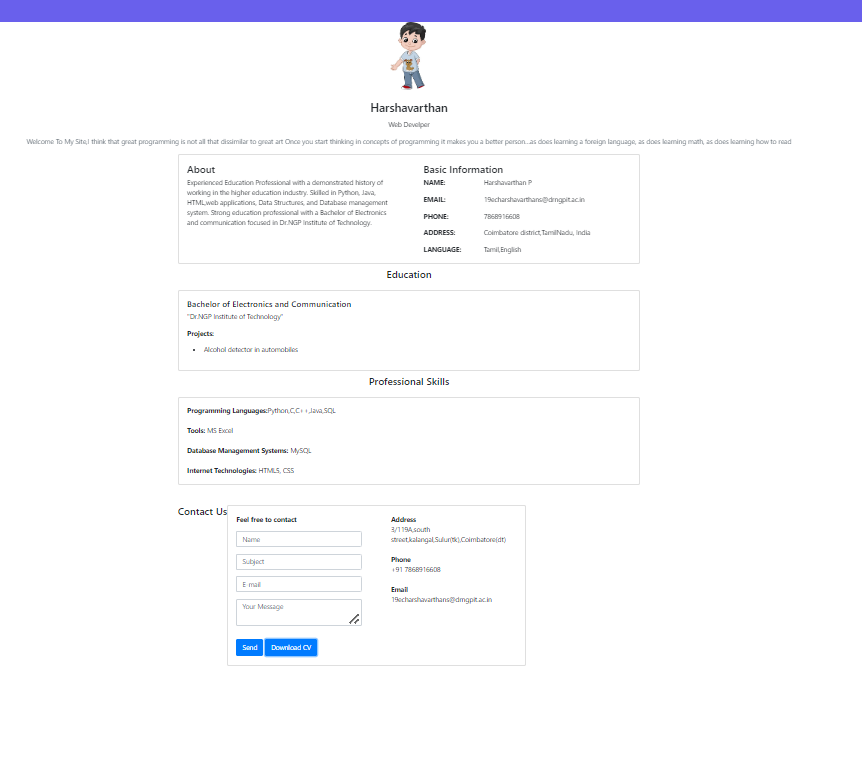 Harshavarthan
Web Develper
Welcome To My Site,I think that great programming is not all that dissimilar to great art Once you start thinking in concepts of programming it makes you a better person...as does learning a foreign language, as does learning math, as does learning how to read
About
Experienced Education Professional with a demonstrated history of
working in the higher education industry. Skilled in Python, Java,
HTML,web applications, Data Structures, and Database management
system. Strong education professional with a Bachelor of Electronics
and communication focused in Dr.NGP Institute of Technology.
Basic Information
NAME: Harshavarthan P
EMAIL: 19echarshavarthans@drngpit.ac.in
PHONE: 7868916608
ADDRESS: Coimbatore district,TamilNadu, India
LANGUAGE: Tamil,English
Education
Bachelor of Electronics and Communication
"Dr.NGP Institute of Technology"
Projects:
• Alcohol detector in automobiles
Professional Skills
Programming Languages:Python,C,C++,Java,SQL
Tools: MS Excel
Database Management Systems: MySQL
Internet Technologies: HTML5, CSS
Contact Us
Feel free to contact
Name
Subject
E-mail
Your Message
Send Download CV
Address
3/119A,south
street,kalangal,Sulur(tk),Coimbatore(dt)
Phone
+91 7868916608
Email
19echarshavarthans@drngpit.ac.in